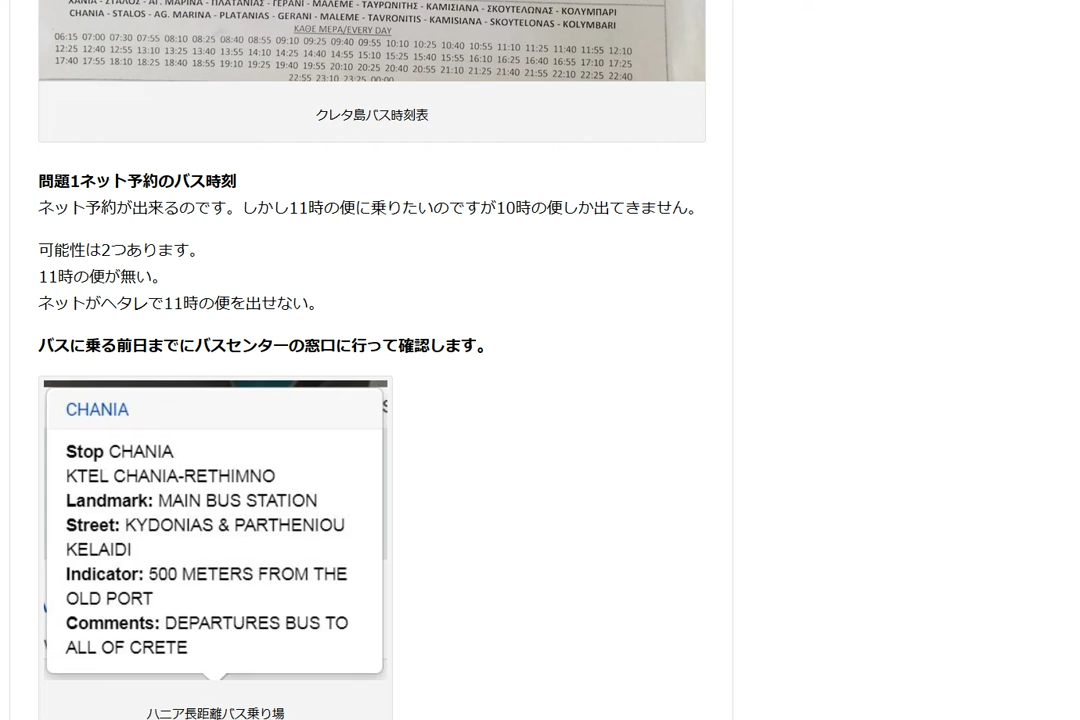 ΧΑΝΙΑ - ΣΤΑΛΟΣ - ΑΓ. ΜΑΡΙΝΑ - ΠΛΑΤΑΝΙΑΣ - ΓΕΡΑΝΙ - ΜΑΛΕΜΕ - ΤΑΥΡΩΝΙΤΗΣ - ΚΑΜΙΣΙΑΝΑ - ΣΚΟΥΤΕΛΩΝΑΣ - ΚΟΛΥΜΠΑΡΙ
CHANIA - STALOS - AG. MARINA - PLATANIAS - GERANI - MALEME - TAVRONITIS - KAMISIANA - SKOYTELONAS - KOLYMBARI
ΚΑΘΕ ΜΕΡΑ/EVERY DAY
06:15 07:00 07:30 07:55 08:10 08:25 08:40 08:55 09:10 09:25 09:40 09:55 10:10 10:25 10:40 10:55 11:10 11:25 11:40 11:55 12:10
12:25 12:40 12:55 13:10 13:25 13:40 13:55 14:10 14:25 14:40 14:55 15:10 15:25 15:40 15:55 16:10 16:25 16:40 16:55 17:10 17:25
17:40 17:55 18:10 18:25 18:40 18:55 19:10 19:25 19:40 19:55 20:10 20:25 20:40 20:55 21:10 21:25 21:40 21:55 22:10 22:25 22:40
22:55 23:10 23:25 00:00
クレタ島バス時刻表
問題1ネット予約のバス時刻
ネット予約が出来るのです。しかし11時の便に乗りたいのですが10時の便しか出てきません。
可能性は2つあります。
11時の便が無い。
ネットがヘタレで11時の便を出せない。
バスに乗る前日までにバスセンターの窓口に行って確認します。
CHANIA
Stop CHANIA
KTEL CHANIA-RETHIMNO
Landmark: MAIN BUS STATION
Street: KYDONIAS & PARTHENIOU
KELAIDI
Indicator: 500 METERS FROM THE
OLD PORT
Comments: DEPARTURES BUS TO
ALL OF CRETE
ハニア長距離バス乗り場